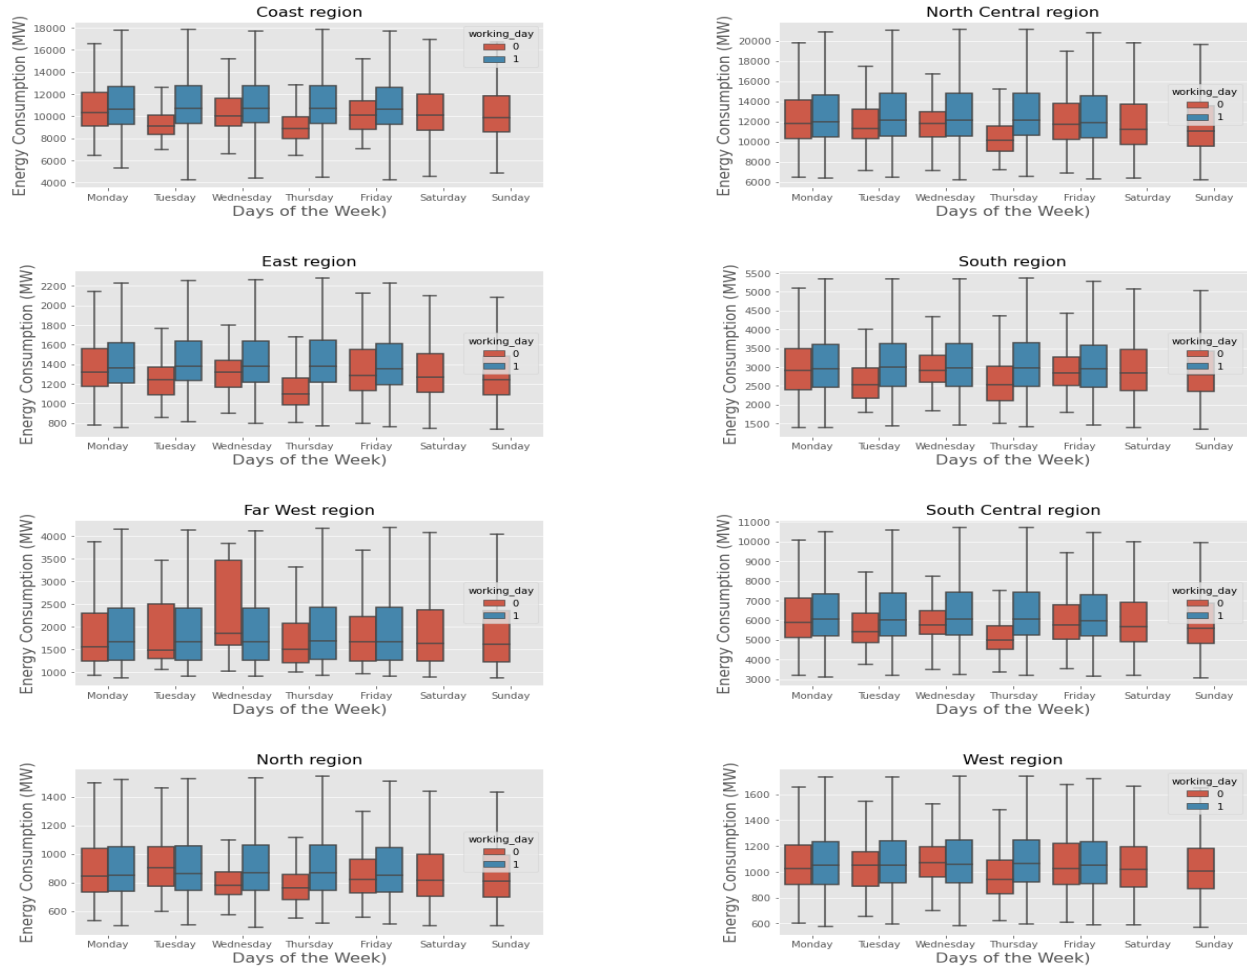 Coast region
Energy Consumption (MW)
18000
16000
14000
12000
10000
8000
6000
4000
working_day
0
1
Monday Tuesday Wednesday Thursday Friday Saturday Sunday
Days of the Week)
North Central region
Energy Consumption (MW)
20000
18000
16000
14000
12000
10000
8000
6000
working_day
0
1
Monday Tuesday Wednesday Thursday Friday Saturday Sunday
Days of the Week)
East region
Energy Consumption (MW)
2200
2000
1800
1600
1400
1200
1000
800
working_day
0
1
Monday Tuesday Wednesday Thursday Friday Saturday Sunday
Days of the Week)
South region
Energy Consumption (MW)
5500
5000
4500
4000
3500
3000
2500
2000
1500
working_day
0
1
Monday Tuesday Wednesday Thursday Friday Saturday Sunday
Days of the Week)
Far West region
Energy Consumption (MW)
4000
3500
3000
2500
2000
1500
1000
working_day
0
1
Monday Tuesday Wednesday Thursday Friday Saturday Sunday
Days of the Week)
South Central region
Energy Consumption (MW)
11000
10000
9000
8000
7000
6000
5000
4000
3000
working_day
0
1
Monday Tuesday Wednesday Thursday Friday Saturday Sunday
Days of the Week)
North region
Energy Consumption (MW)
1400
1200
1000
800
600
working_day
0
1
Monday Tuesday Wednesday Thursday Friday Saturday Sunday
Days of the Week)
West region
Energy Consumption (MW)
1600
1400
1200
1000
800
600
working_day
0
1
Monday Tuesday Wednesday Thursday Friday Saturday Sunday
Days of the Week)